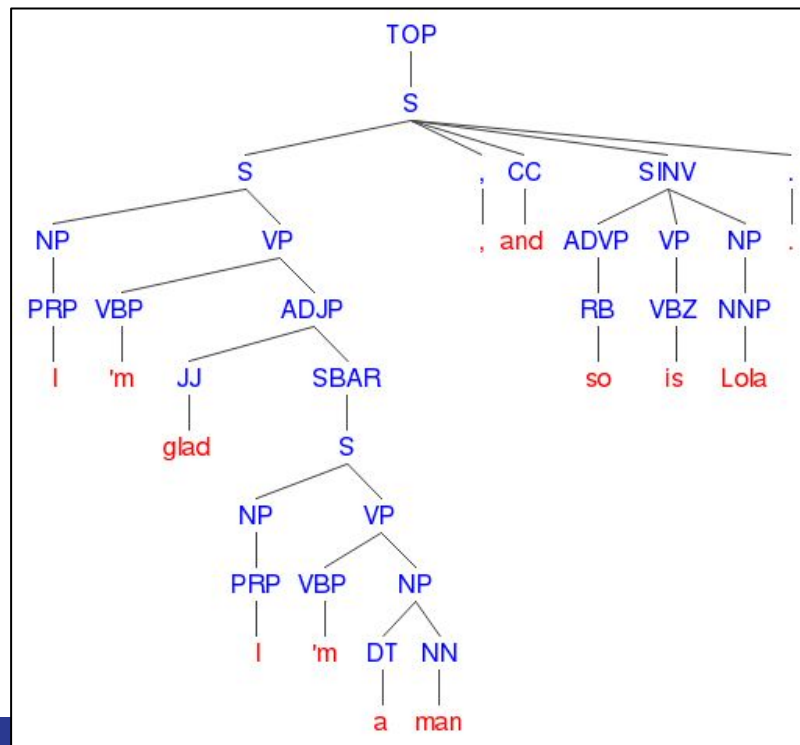 TOP
S
S , CC SINV .
NP VP , and ADVP VP NP .
PRP VBP ADJP RB VBZ NNP
I 'm JJ SBAR so is Lola
glad S
NP VP
PRP VBP NP
I 'm DT NN
a man